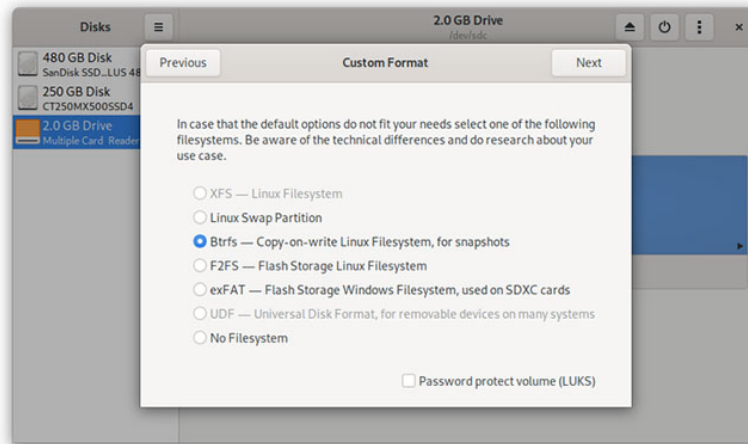 Disks
2.0 GB Drive
/dev/sdc
480 GB Disk
SanDisk SSD...LUS 48
250 GB Disk
CT250MX500SSD4
2.0 GB Drive
Multiple Card Reader
Previous
Custom Format
Next
In case that the default options do not fit your needs select one of the following
filesystems. Be aware of the technical differences and do research about your
use case.
XFS — Linux Filesystem
Linux Swap Partition
Btrfs — Copy-on-write Linux Filesystem, for snapshots
F2FS — Flash Storage Linux Filesystem
exFAT — Flash Storage Windows Filesystem, used on SDXC cards
UDF — Universal Disk Format, for removable devices on many systems
No Filesystem
Password protect volume (LUKS)